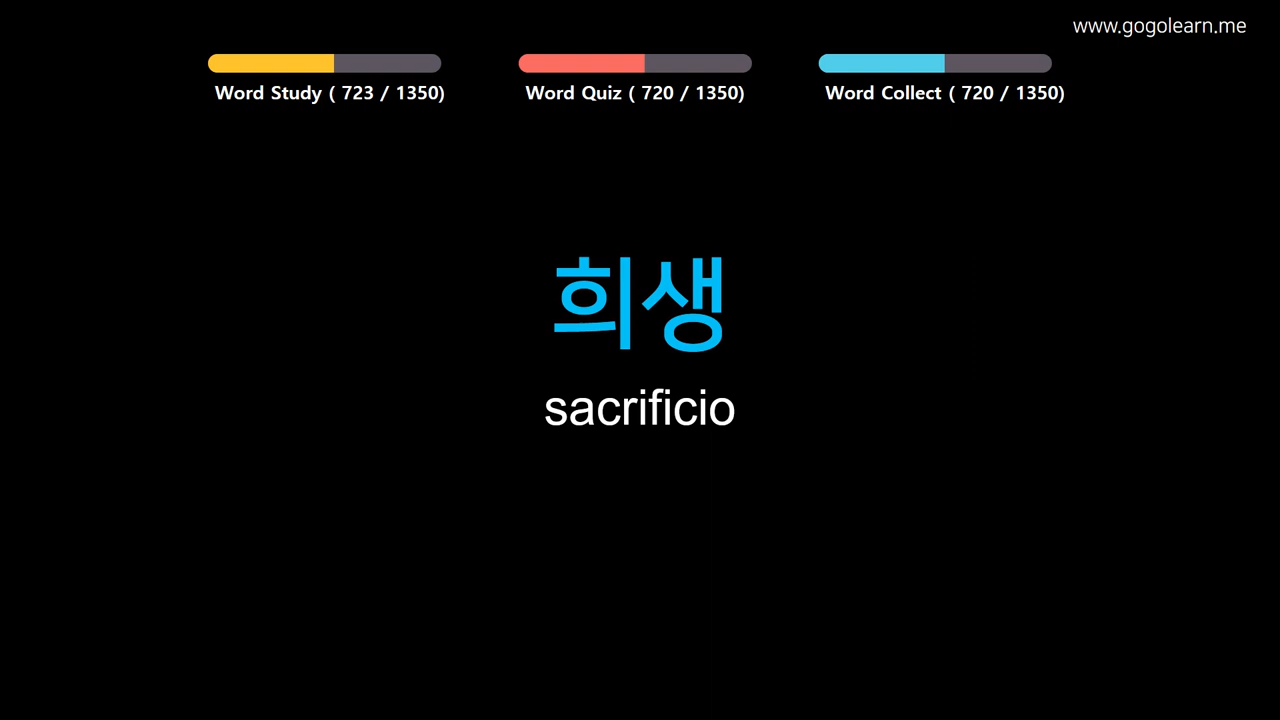 www.gogolearn.me
Word Study ( 723 / 1350)
Word Quiz ( 720 / 1350)
Word Collect ( 720 / 1350)
희생
sacrificio